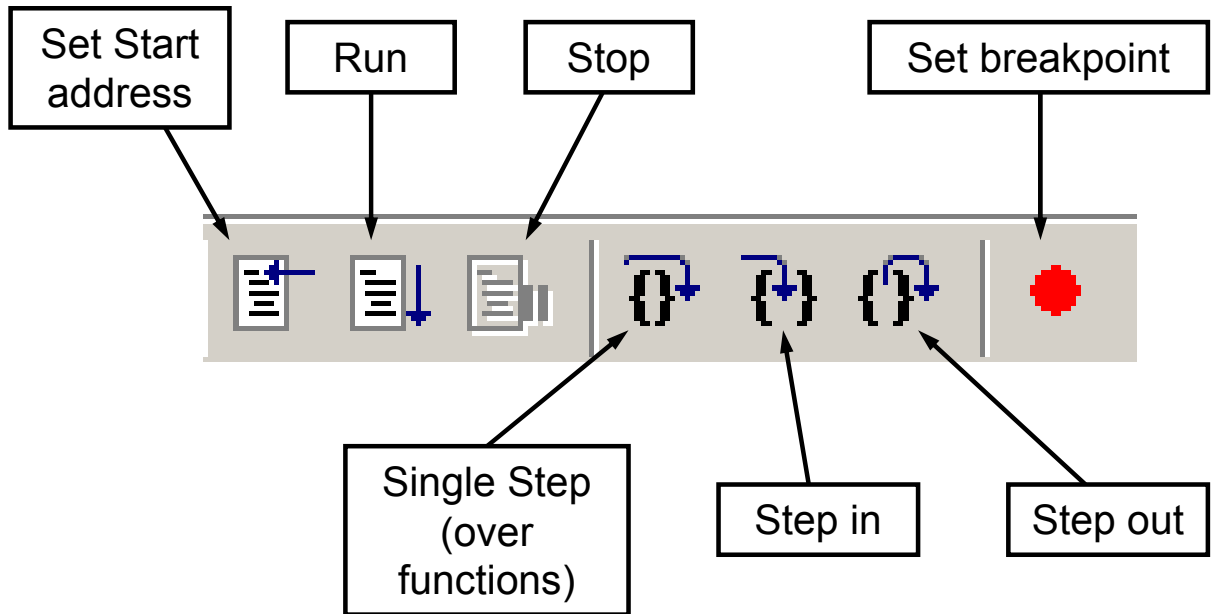 Set Start
address
Run
Stop
Set breakpoint
Single Step
(over
functions)
Step in
Step out